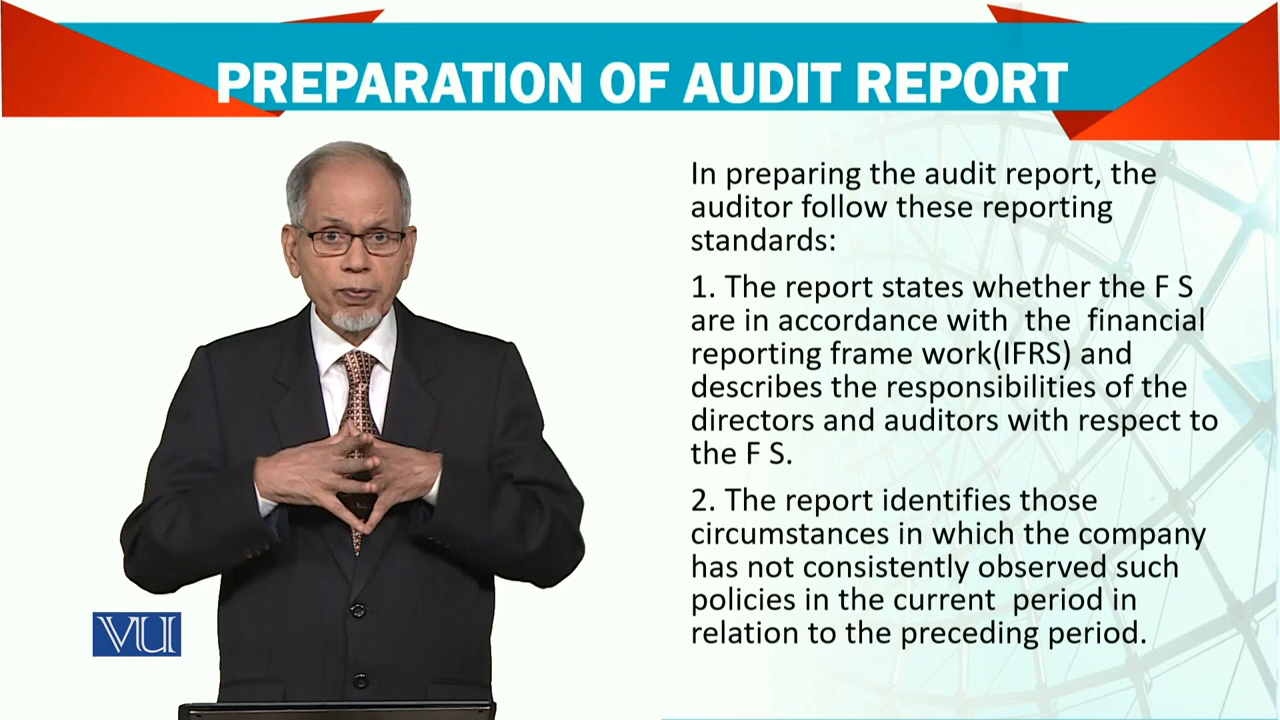 PREPARATION OF AUDIT REPORT
In preparing the audit report, the
auditor follow these reporting
standards:
1. The report states whether the F S
are in accordance with  the  financial
reporting frame work(IFRS) and
describes the responsibilities of the
directors and auditors with respect to
the F S.
2. The report identifies those
circumstances in which the company
has not consistently observed such
policies in the current  period in
relation to the preceding period.
VU